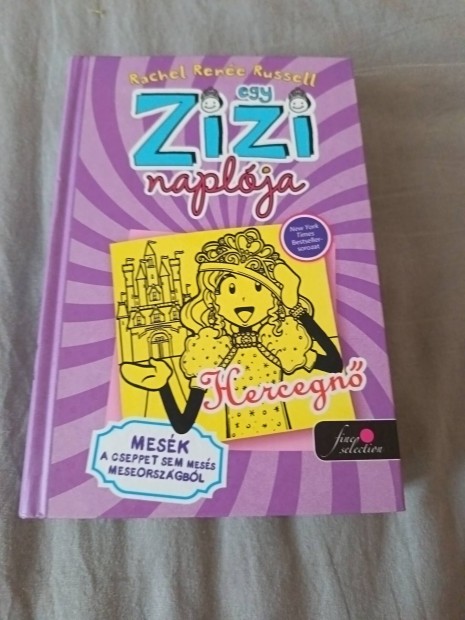 Rachel Renée Russell
egy
Zizi
naplója
New York
Times
Bestseller-
sorozat
Hercegnő
MESÉK
A CSEPPET SEM MESÉS
MESEORSZÁGBÓL
fine
selection